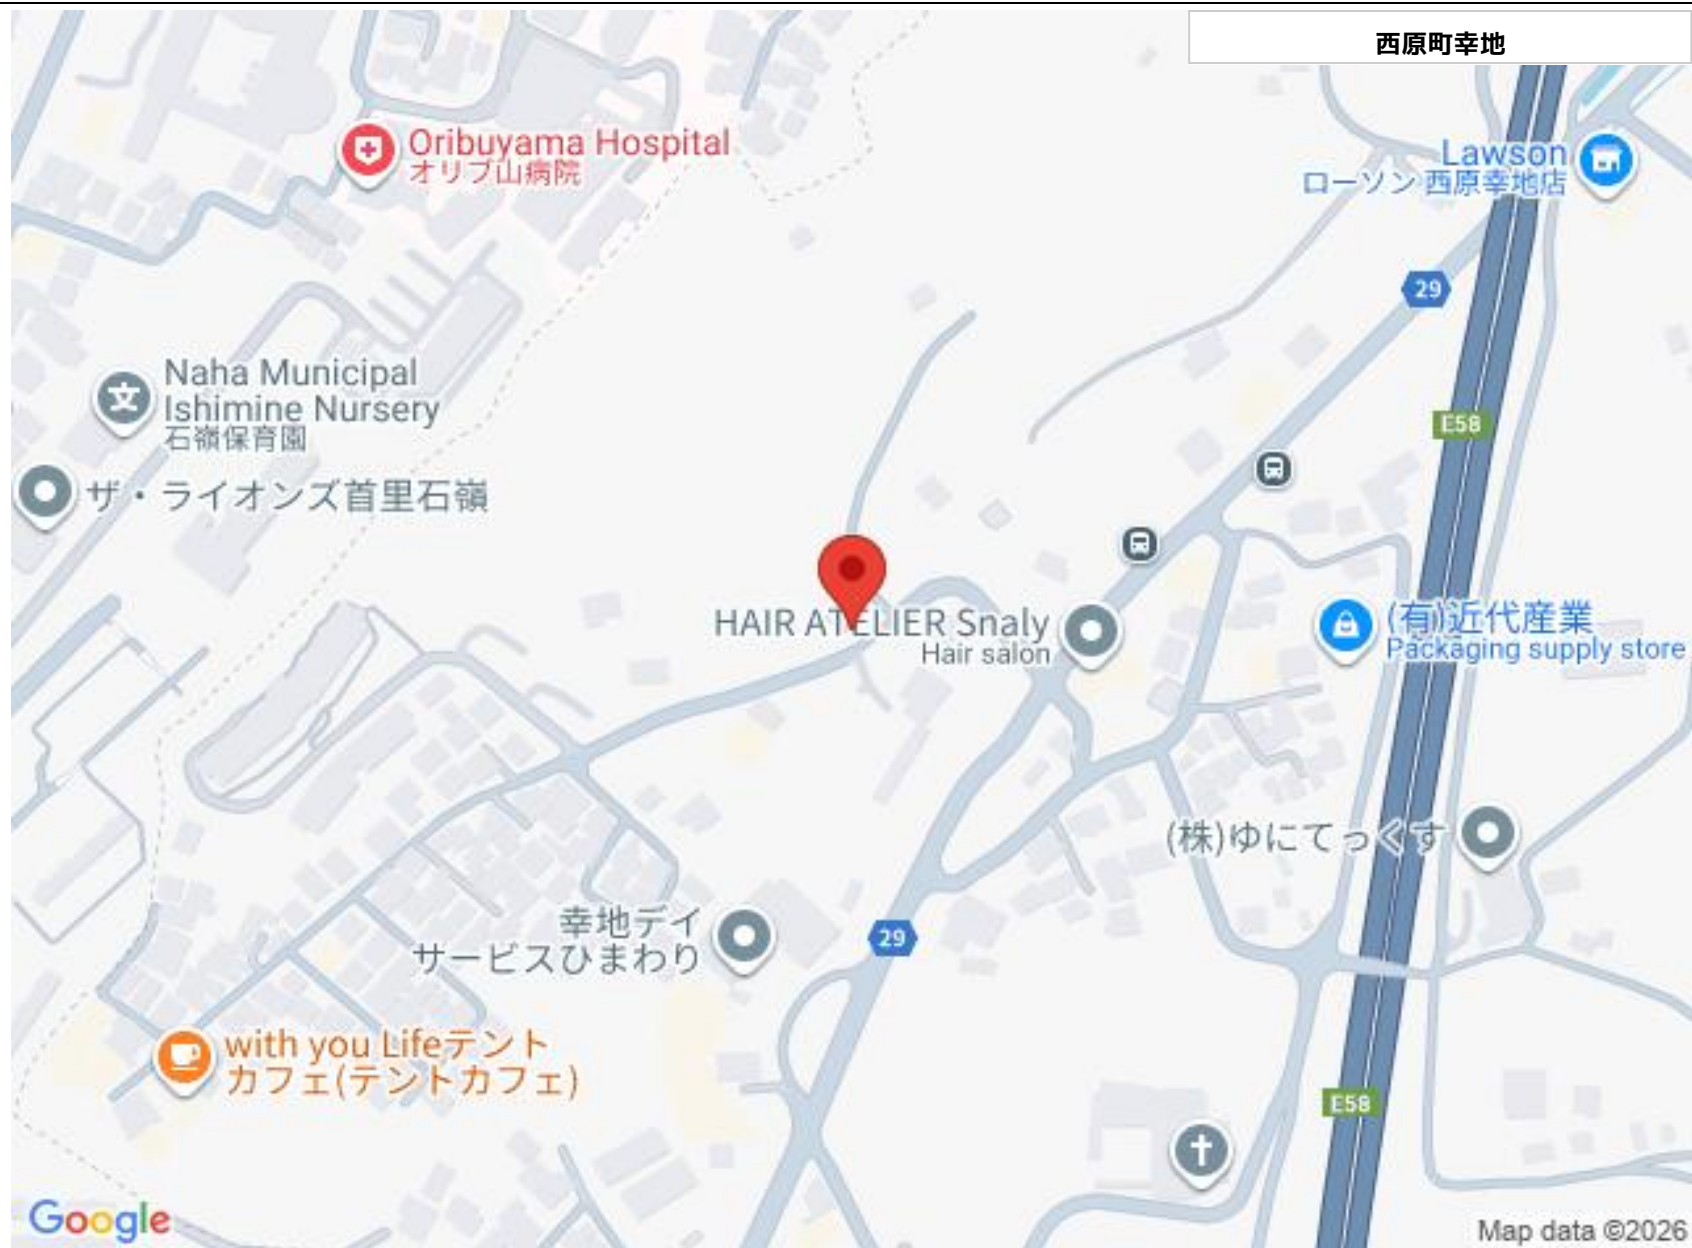 西原町幸地
Oribuyama Hospital
オリブ山病院
Lawson
ローソン 西原幸地店
29
Naha Municipal
Ishimine Nursery
石嶺保育園
E58
ザ・ライオンズ首里石嶺
HAIR ATELIER Snaly
Hair salon
(有)近代産業
Packaging supply store
(株)ゆにてっくす
幸地デイ
サービスひまわり
29
with you Lifeテント
カフェ(テントカフェ)
E58
Google
Map data ©2026